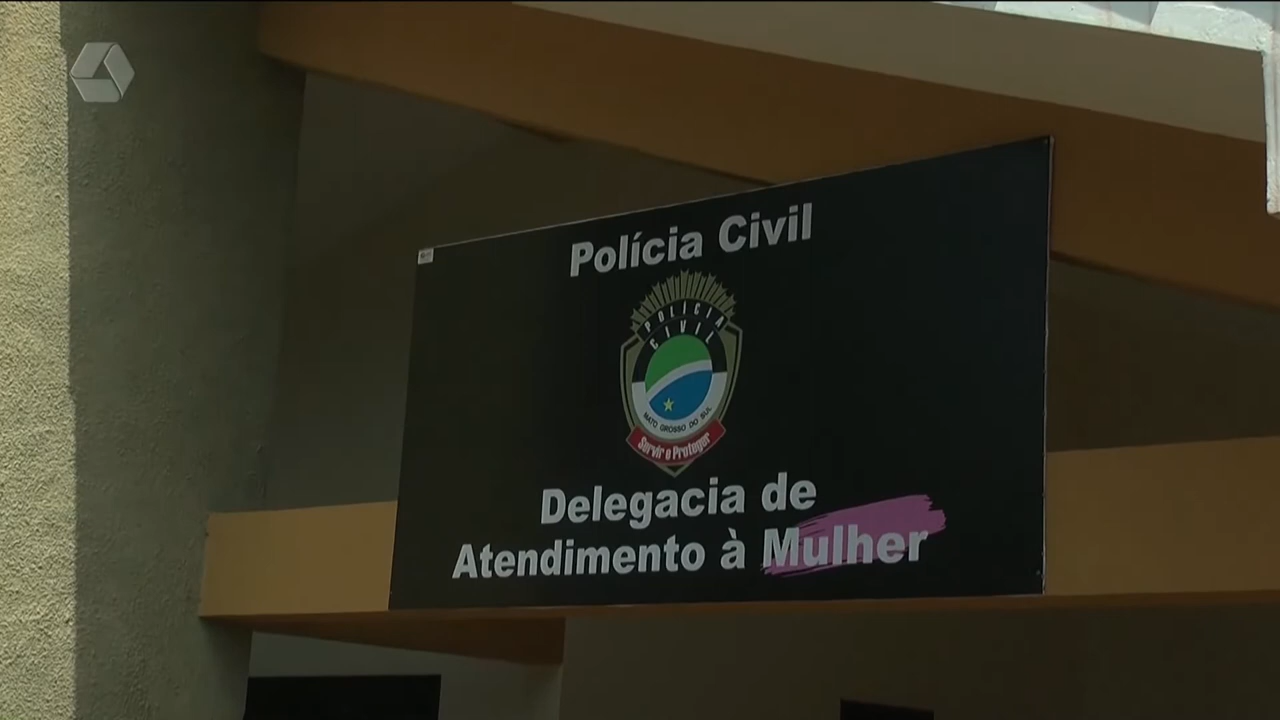 Polícia Civil
POLÍCIA
CIVIL
MATO GROSSO DO SUL
Servir e Proteger
Delegacia de
Atendimento à Mulher